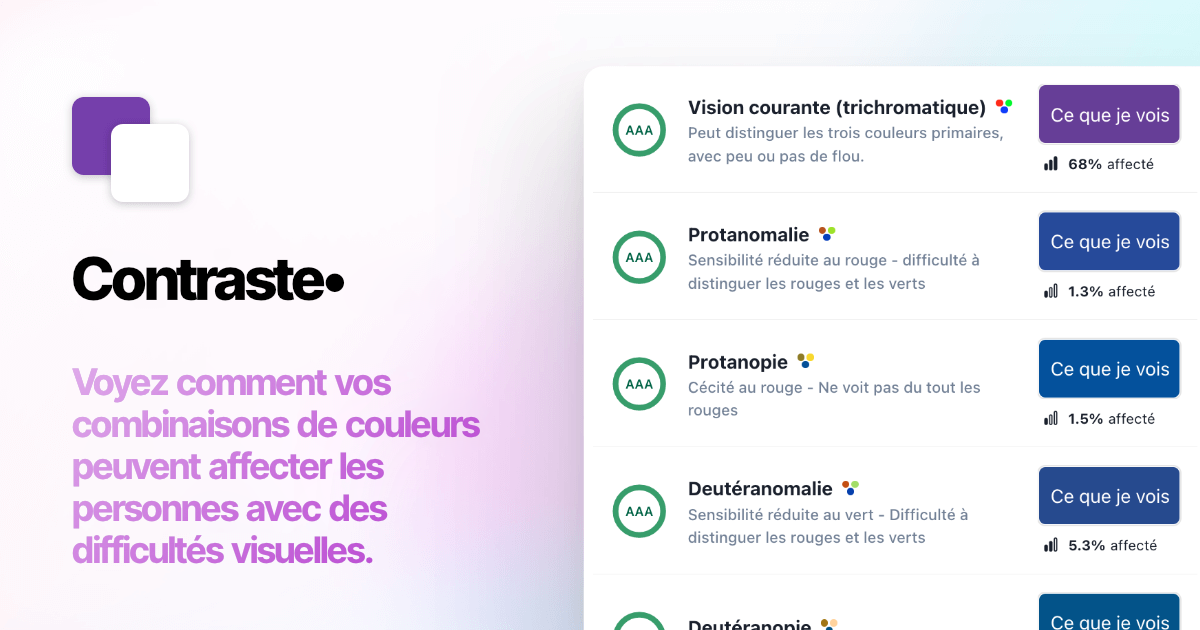 Contraste•
Voyez comment vos
combinaisons de couleurs
peuvent affecter les
personnes avec des
difficultés visuelles.
AAA
Vision courante (trichromatique)
Peut distinguer les trois couleurs primaires,
avec peu ou pas de flou.
Ce que je vois
68% affecté
AAA
Protanomalie
Sensibilité réduite au rouge - difficulté à
distinguer les rouges et les verts
Ce que je vois
1.3% affecté
AAA
Protanopie
Cécité au rouge - Ne voit pas du tout les
rouges
Ce que je vois
1.5% affecté
AAA
Deutéranomalie
Sensibilité réduite au vert - Difficulté à
distinguer les rouges et les verts
Ce que je vois
5.3% affecté
Deutéranopie
Ce que je vois